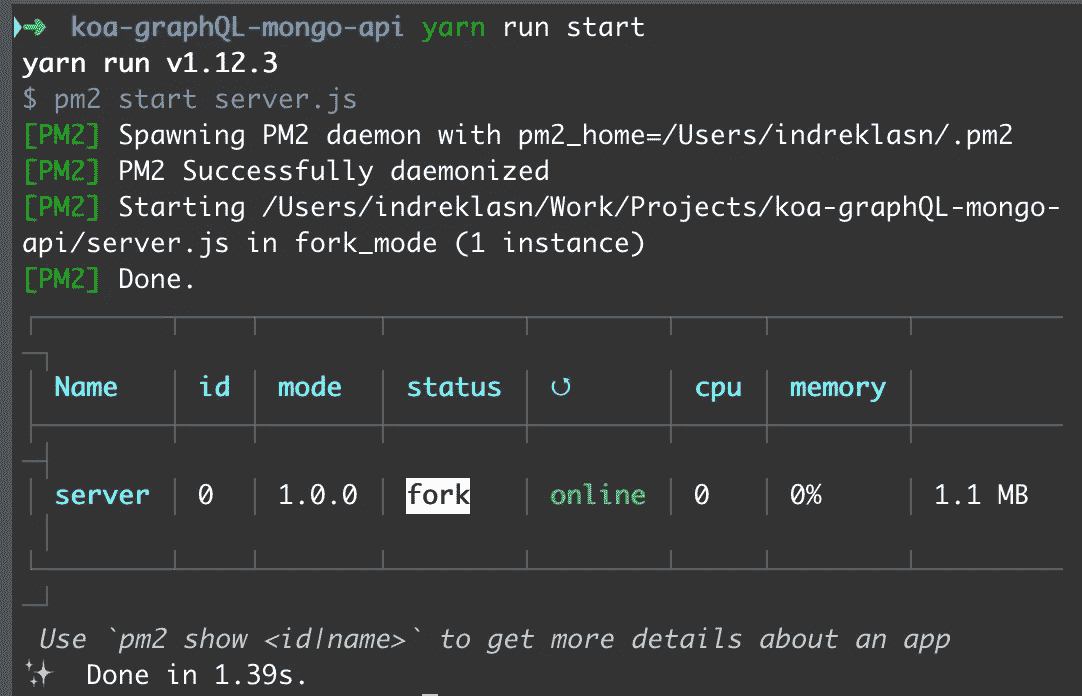 koa-graphQL-mongo-api yarn run start
yarn run v1.12.3
$ pm2 start server.js
[PM2] Spawning PM2 daemon with pm2_home=/Users/indreklasn/.pm2
[PM2] PM2 Successfully daemonized
[PM2] Starting /Users/indreklasn/Work/Projects/koa-graphQL-mongo-
api/server.js in fork_mode (1 instance)
[PM2] Done.
Name id mode status ↺ cpu memory
server 0 1.0.0 fork online 0 0% 1.1 MB
Use `pm2 show <id|name>` to get more details about an app
✨ Done in 1.39s.